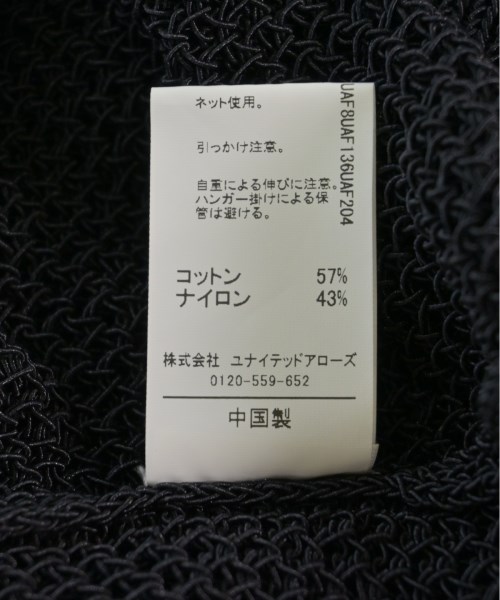 ネット使用。
引っかけ注意。
自重による伸びに注意。
ハンガー掛けによる保
管は避ける。
コットン 57%
ナイロン 43%
株式会社 ユナイテッドアローズ
0120-559-652
中国製
UAF8UAF136UAF204